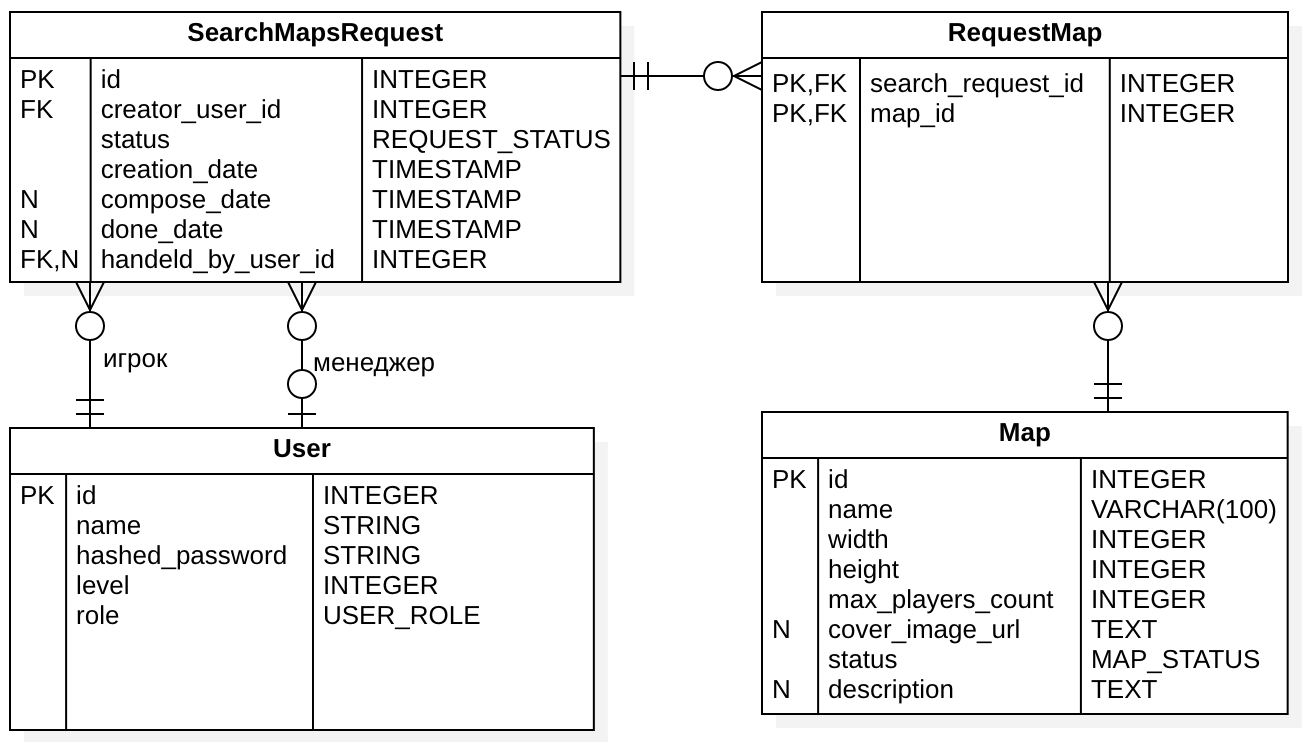 SearchMapsRequest
PK id INTEGER
FK creator_user_id INTEGER
status REQUEST_STATUS
creation_date TIMESTAMP
N compose_date TIMESTAMP
N done_date TIMESTAMP
FK,N handeld_by_user_id INTEGER
RequestMap
PK,FK search_request_id INTEGER
PK,FK map_id INTEGER
игрок
менеджер
User
PK id INTEGER
name STRING
hashed_password STRING
level INTEGER
role USER_ROLE
Map
PK id INTEGER
name VARCHAR(100)
width INTEGER
height INTEGER
max_players_count INTEGER
N cover_image_url TEXT
status MAP_STATUS
N description TEXT